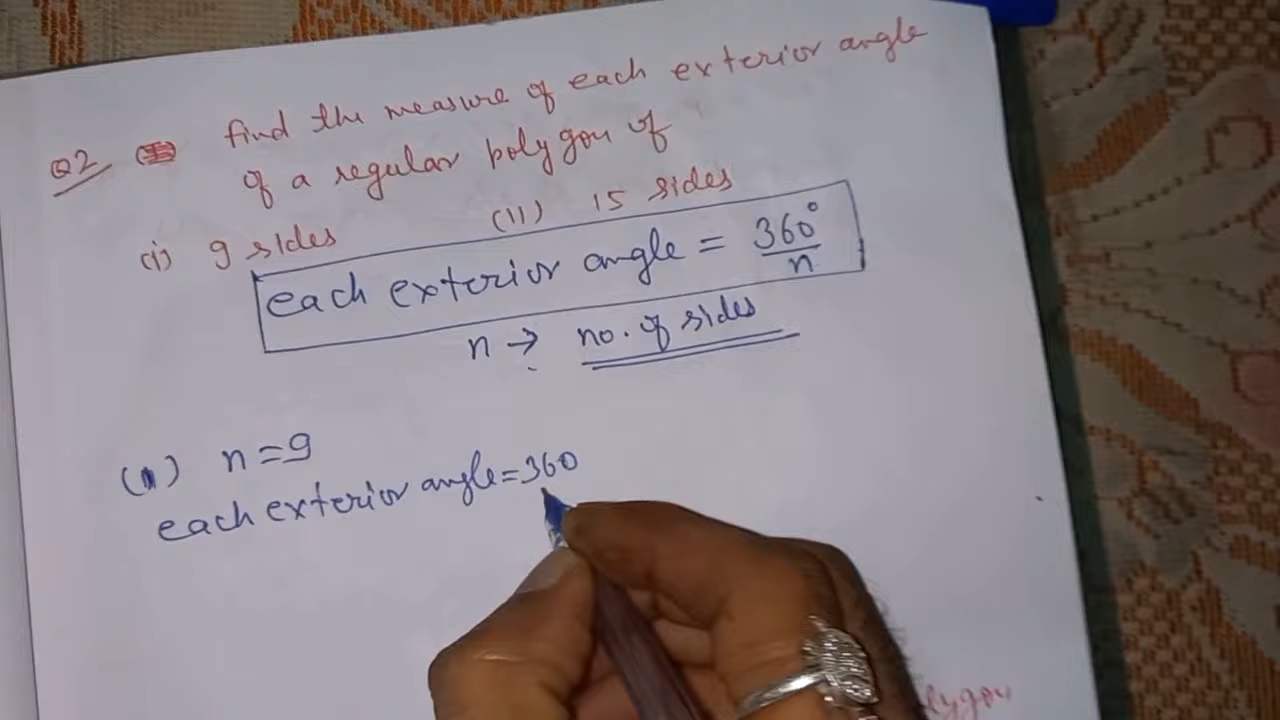 Q2 find the measure of each exterior angle
of a regular polygon of
(i) 9 sides (II) 15 sides
each exterior angle = 360°/n
n → no. of sides
(1) n=9
each exterior angle=360